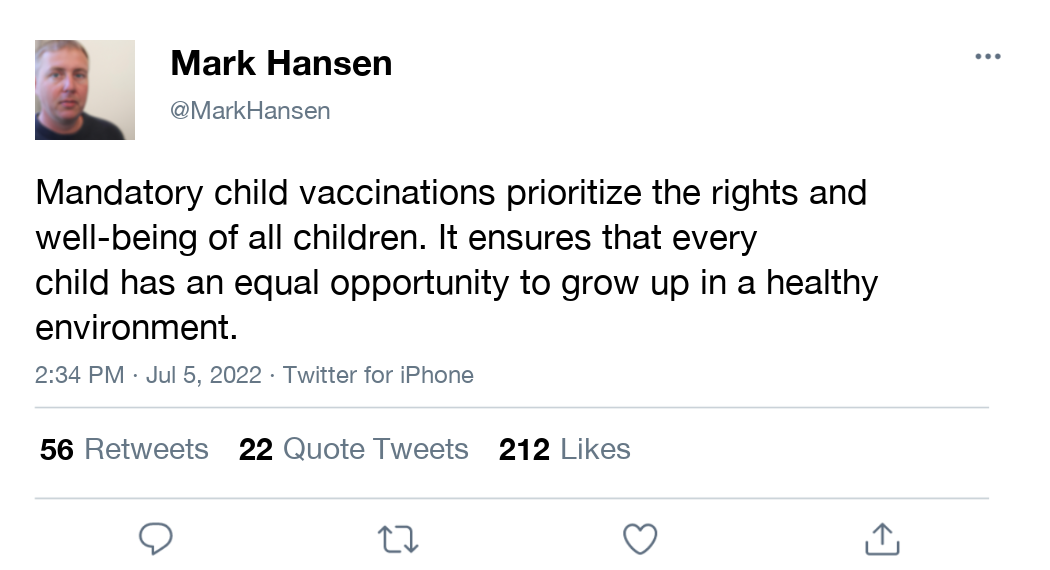 Mark Hansen
@MarkHansen
Mandatory child vaccinations prioritize the rights and
well-being of all children. It ensures that every
child has an equal opportunity to grow up in a healthy
environment.
2:34 PM · Jul 5, 2022 · Twitter for iPhone
56 Retweets 22 Quote Tweets 212 Likes